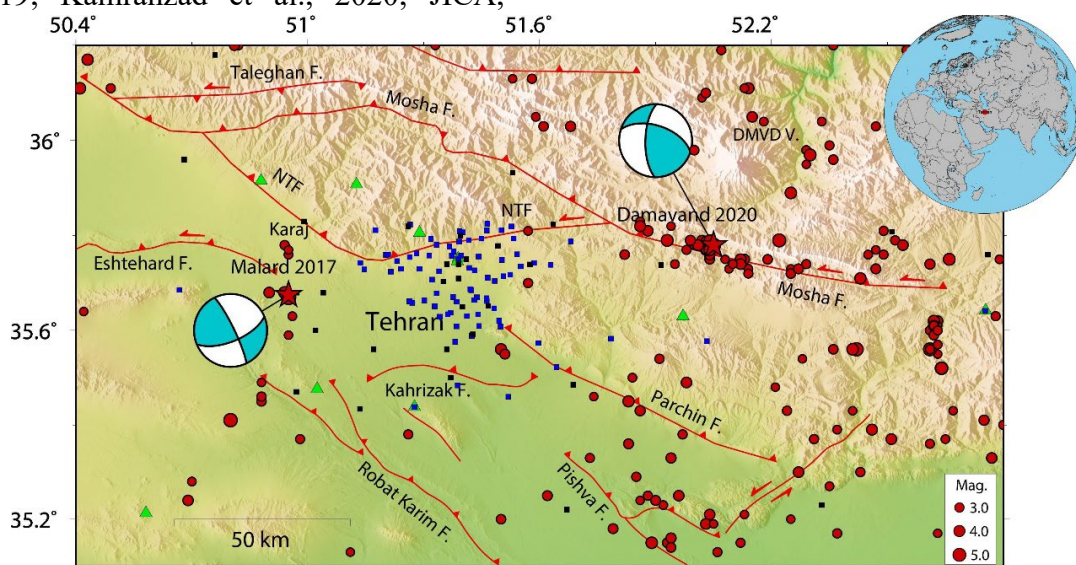 19; Kamranzad et al., 2020; JICA,
50.4° 51° 51.6° 52.2°
Taleghan F.
Mosha F.
36°
DMVD V.
NTF
NTF
Karaj
Damavand 2020
Eshtehard F.
Malard 2017
Mosha F.
35.6°
Tehran
Kahrizak F.
Parchin F.
Robat Karim F.
Pishva F.
Mag.
3.0
35.2°
4.0
50 km
5.0